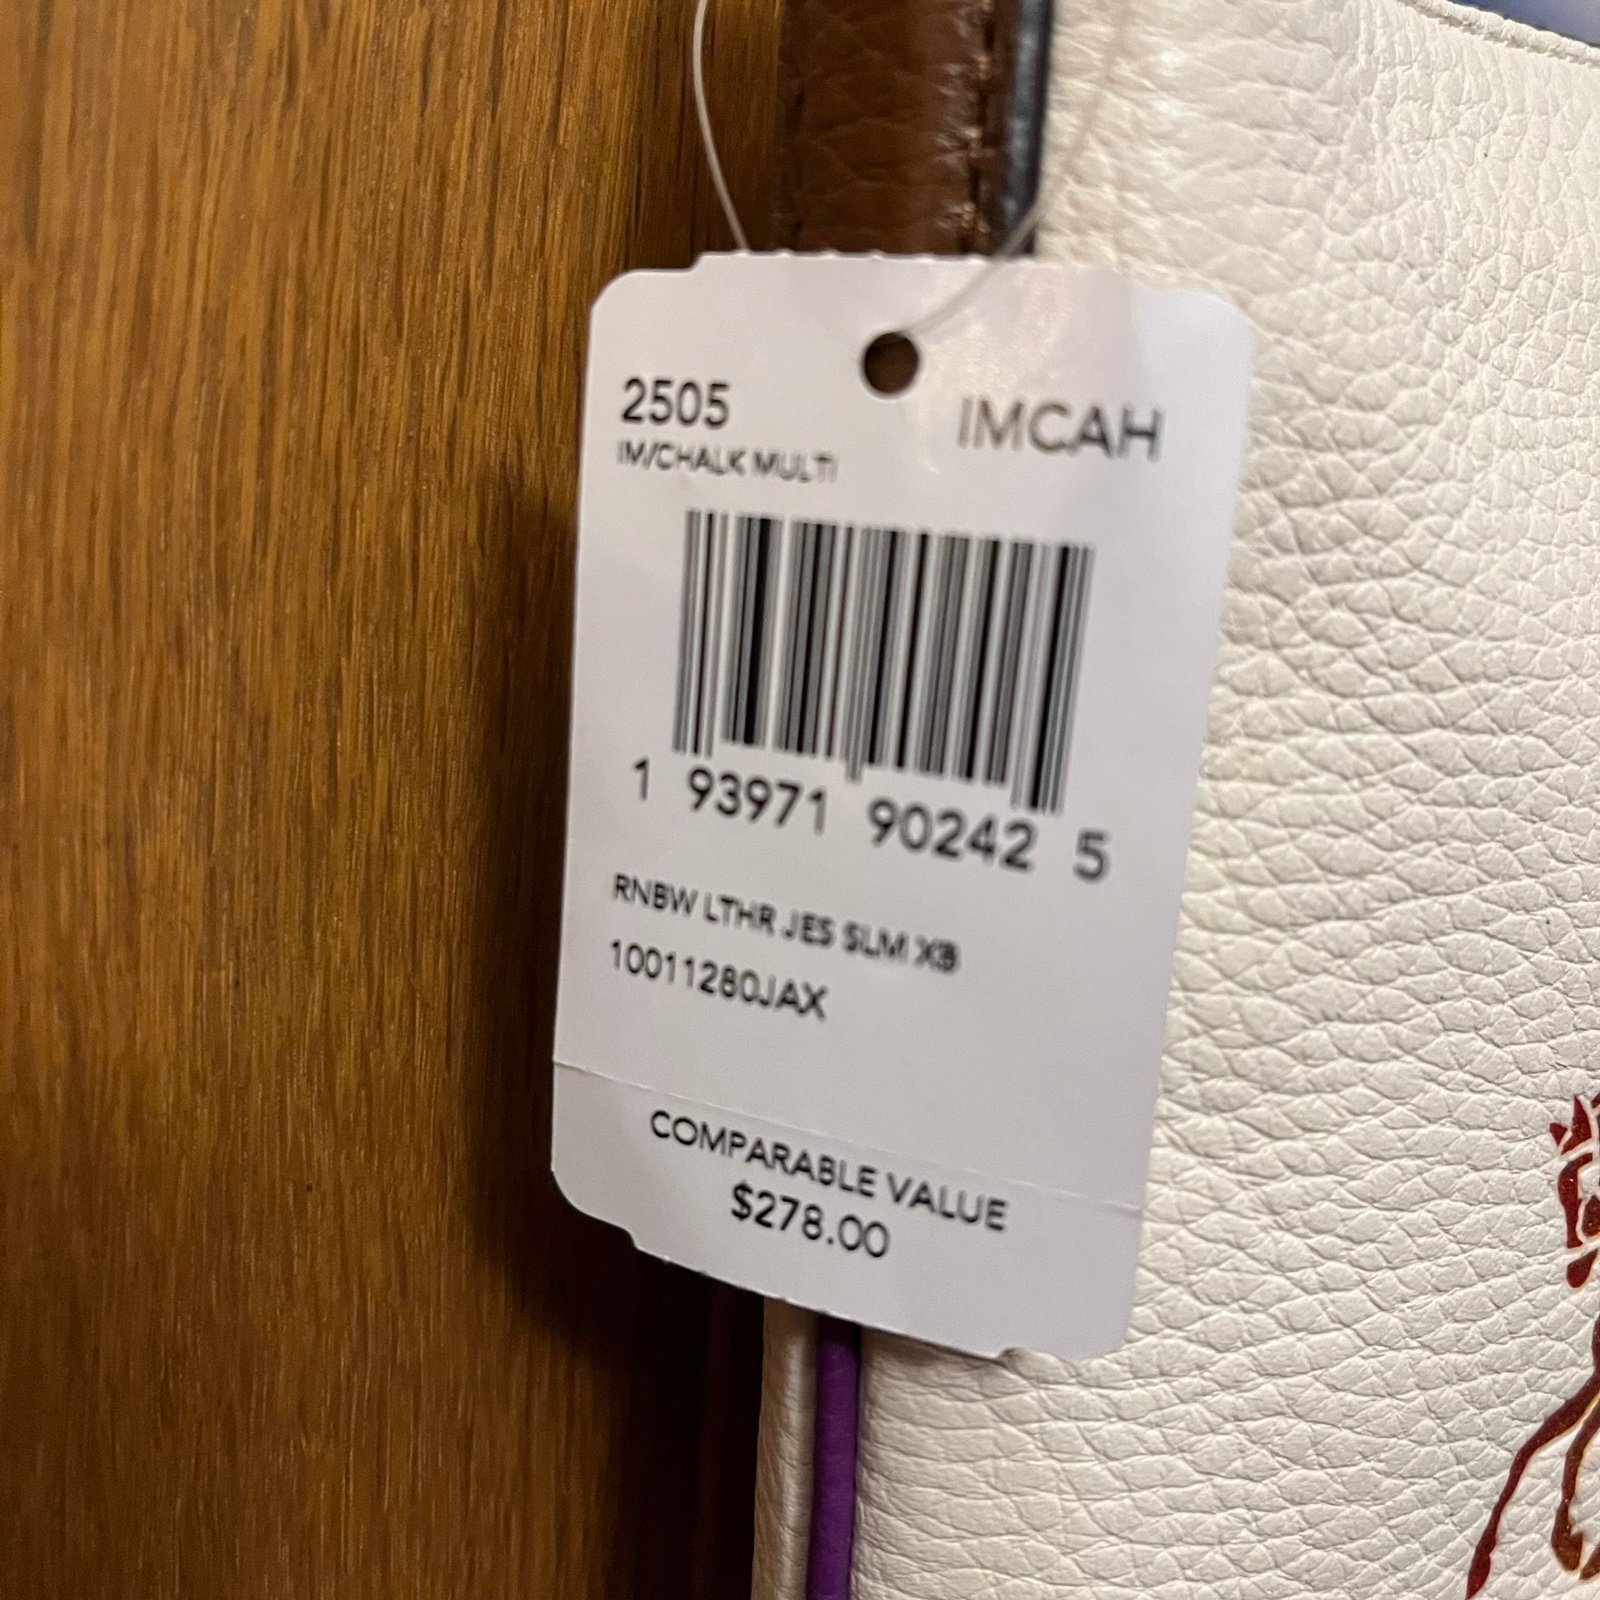 2505
IMCAH
IM/CHALK MULTI
1 93971 90242 5
RNBW LTHR JES SLM XB
10011280JAX
COMPARABLE VALUE
$278.00